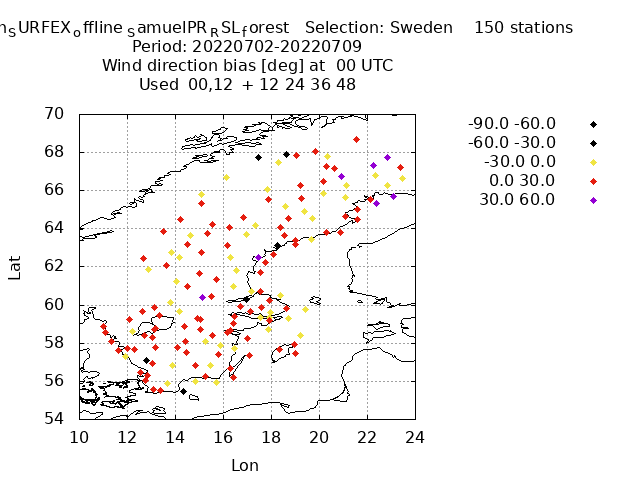 nSURFEXoffline SamuelPRRSLforest Selection: Sweden 150 stations
Period: 20220702-20220709
Wind direction bias [deg] at 00 UTC
Used 00,12 + 12 24 36 48
-90.0 -60.0
-60.0 -30.0
-30.0 0.0
0.0 30.0
30.0 60.0
70
68
66
64
62
60
58
56
54
Lat
10 12 14 16 18 20 22 24
Lon